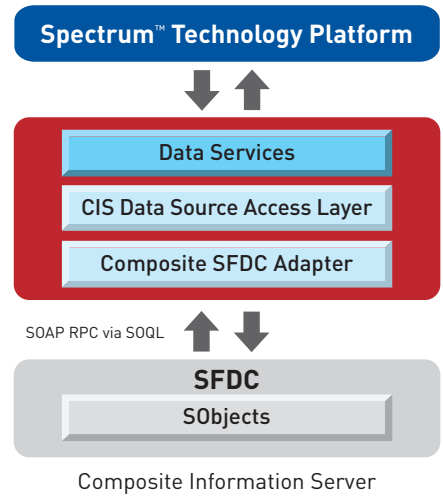 Spectrum™ Technology Platform
Data Services
CIS Data Source Access Layer
Composite SFDC Adapter
SOAP RPC via SOQL
SFDC
SObjects
Composite Information Server